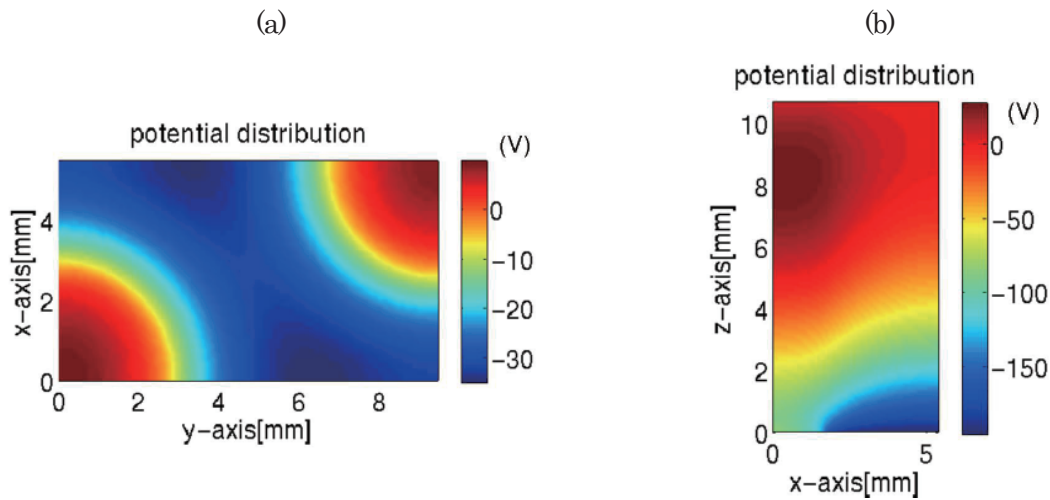 (a)
potential distribution
(V)
0
-10
-20
-30
x-axis[mm]
4
2
0
0 2 4 6 8
y-axis[mm]
(b)
potential distribution
(V)
0
-50
-100
-150
z-axis[mm]
10
8
6
4
2
0
0 5
x-axis[mm]